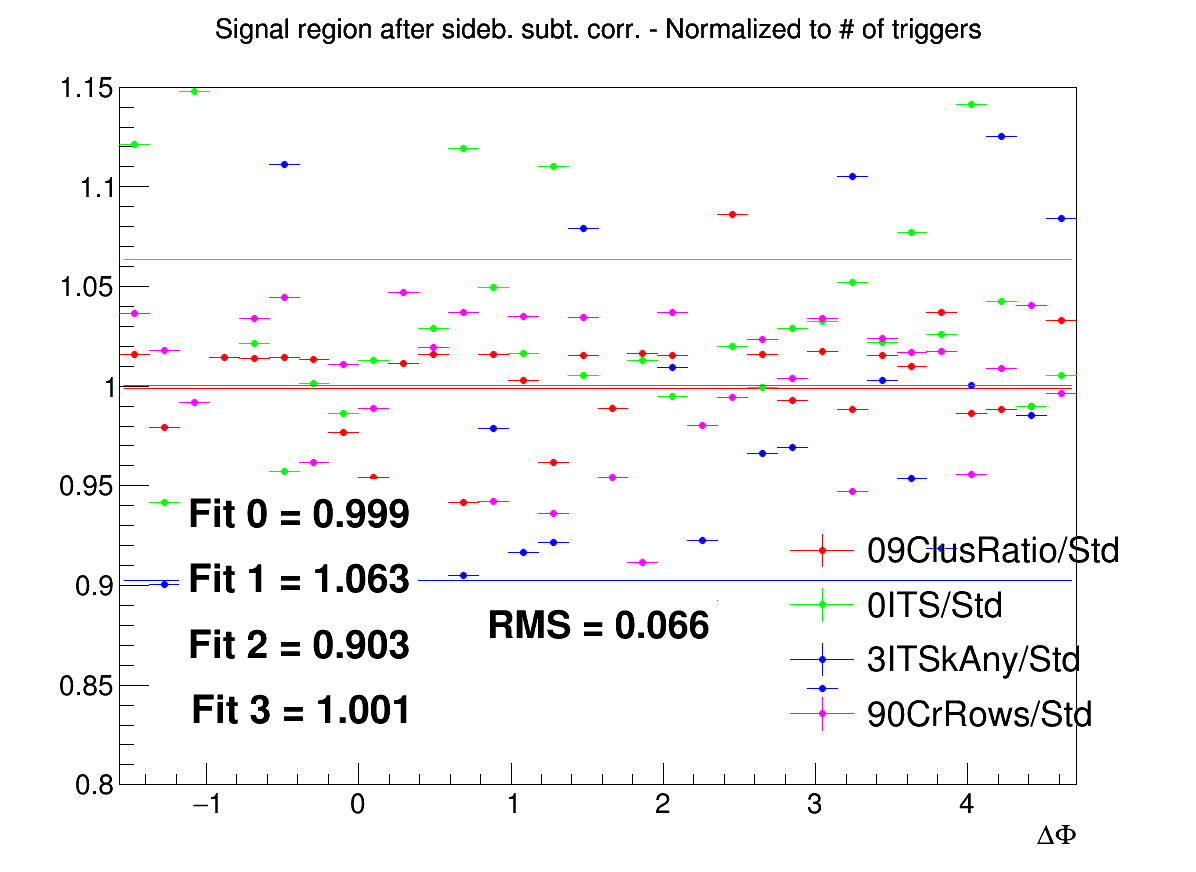 Signal region after sideb. subt. corr. - Normalized to # of triggers
1.15
1.1
1.05
1
0.95
0.9
0.85
0.8
Fit 0 = 0.999
Fit 1 = 1.063
Fit 2 = 0.903
Fit 3 = 1.001
RMS = 0.066
09ClusRatio/Std
0ITS/Std
3ITSkAny/Std
90CrRows/Std
−1 0 1 2 3 4
ΔΦ